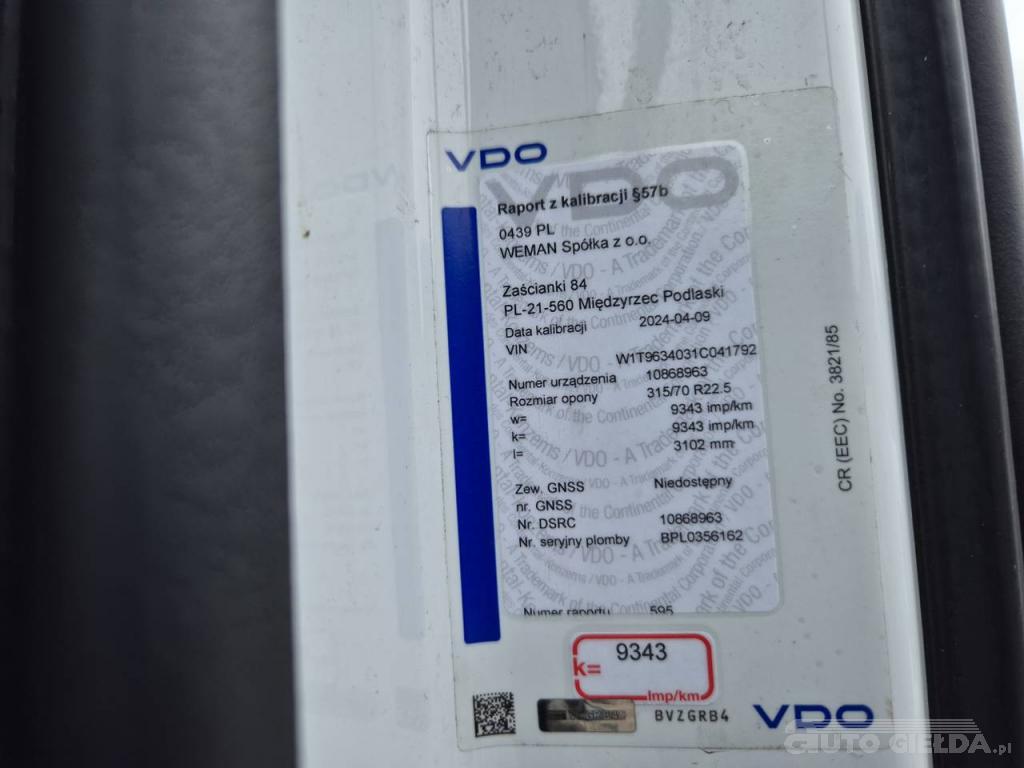 VDO
Raport z kalibracji §57b
0439 PL
WEMAN Spółka z o.o.
Zaścianki 84
PL-21-560 Międzyrzec Podlaski
Data kalibracji 2024-04-09
VIN
W1T9634031C041792
Numer urządzenia 10868963
Rozmiar opony 315/70 R22.5
w= 9343 imp/km
k= 9343 imp/km
l= 3102 mm
Zew. GNSS Niedostępny
nr. GNSS
Nr. DSRC 10868963
Nr. seryjny plomby BPL0356162
Numer raportu 595
k= 9343
Imp/km
BVZGRB4
VDO
CR (EEC) No. 3821/85
AUTO GIEŁDA.pl